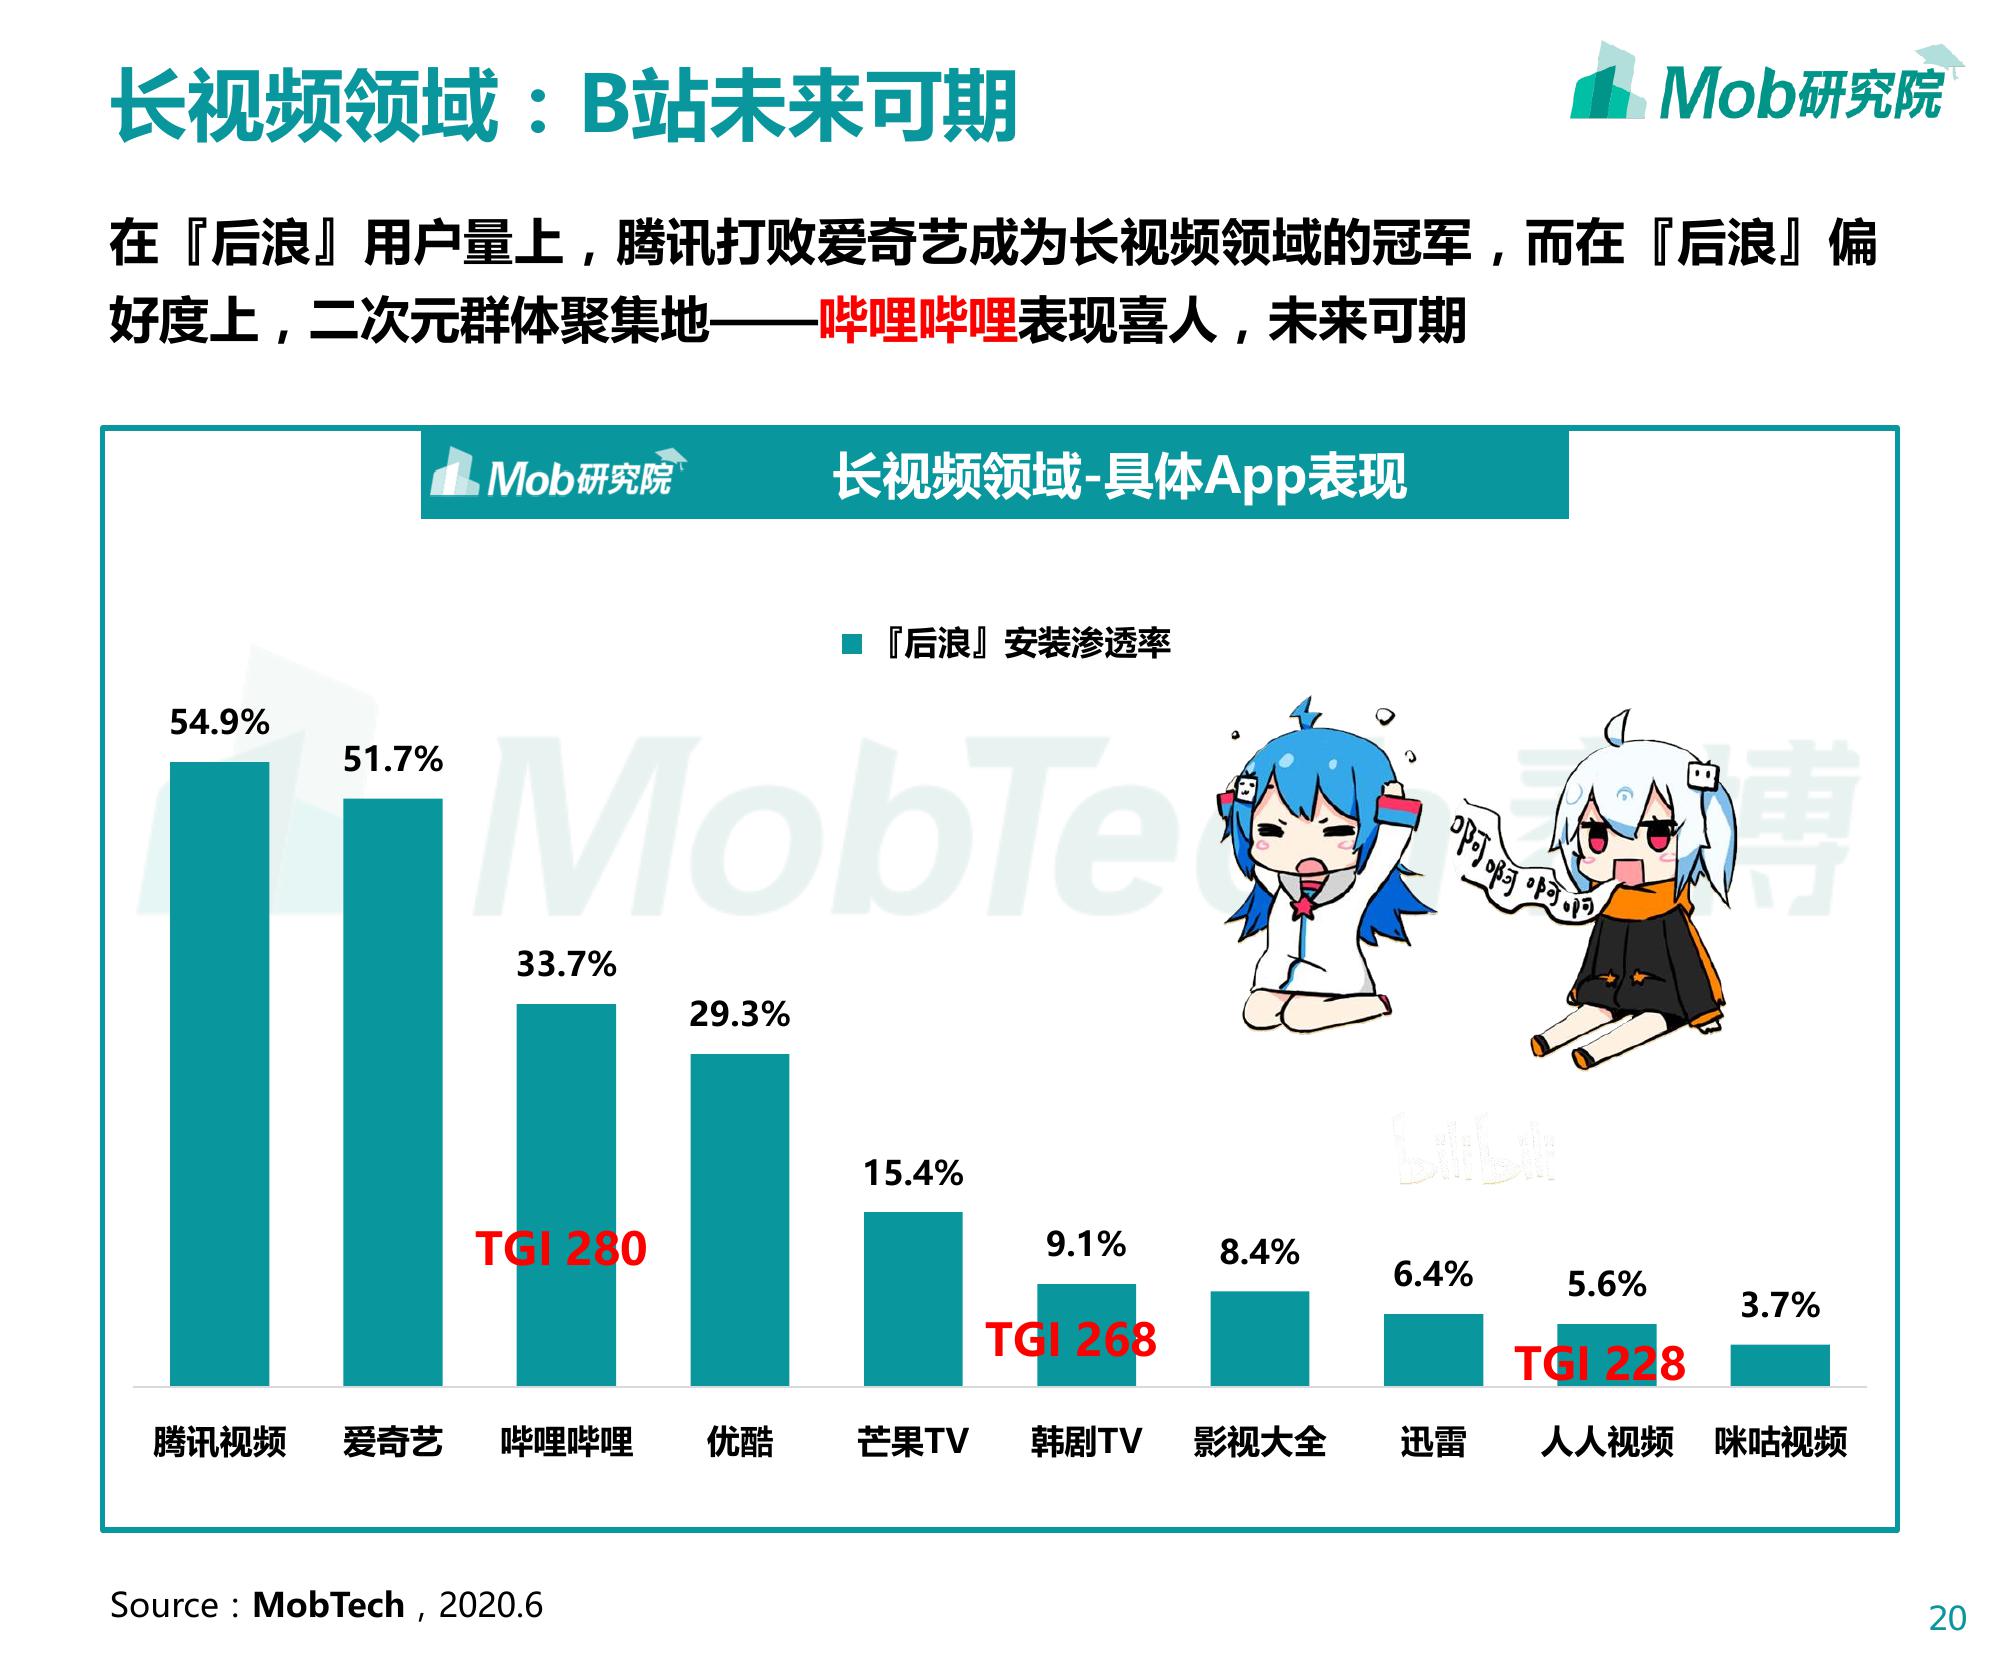 长视频领域：B站未来可期
Mob研究院
在『后浪』用户量上，腾讯打败爱奇艺成为长视频领域的冠军，而在『后浪』偏
好度上，二次元群体聚集地——哔哩哔哩表现喜人，未来可期
Mob研究院
长视频领域-具体App表现
『后浪』安装渗透率
MobTech 袤博
54.9%
51.7%
33.7%
29.3%
15.4%
9.1%
8.4%
6.4%
5.6%
3.7%
啊啊啊啊
bilibili
TGI 280
TGI 268
TGI 228
腾讯视频
爱奇艺
哔哩哔哩
优酷
芒果TV
韩剧TV
影视大全
迅雷
人人视频
咪咕视频
Source：MobTech，2020.6
20